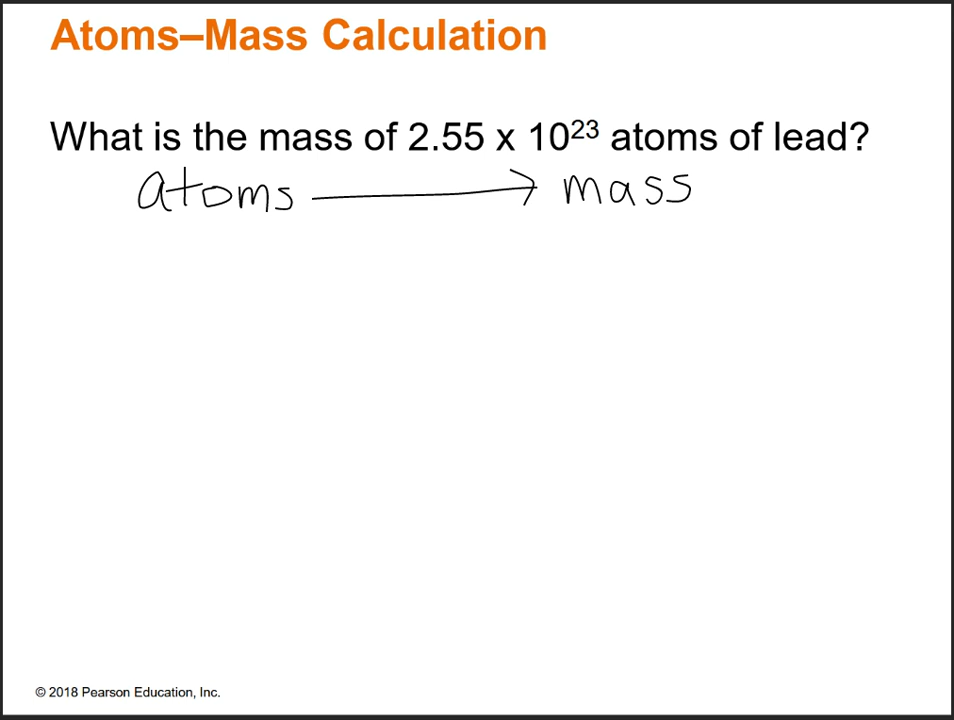 Atoms–Mass Calculation
What is the mass of 2.55 x 10²³ atoms of lead?
atoms → mass
© 2018 Pearson Education, Inc.